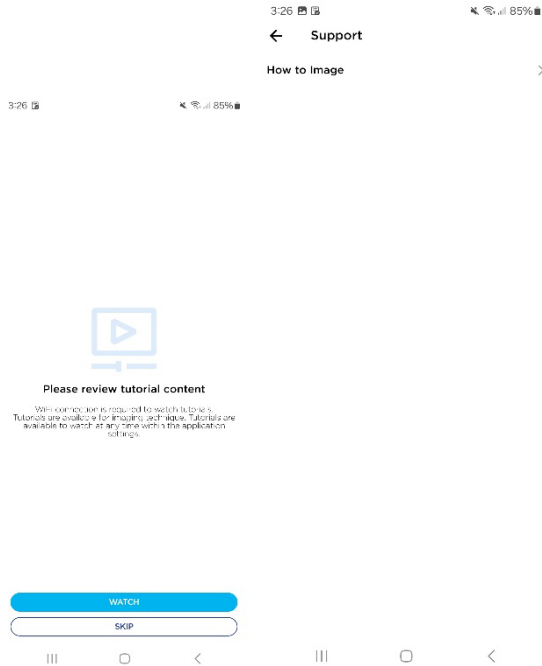 3:26
85%
Please review tutorial content
WiFi connection is required to watch tutorials.
Tutorials are available for imaging technique. Tutorials are
available to watch at any time within the application
settings.
WATCH
SKIP
3:26
85%
Support
How to Image